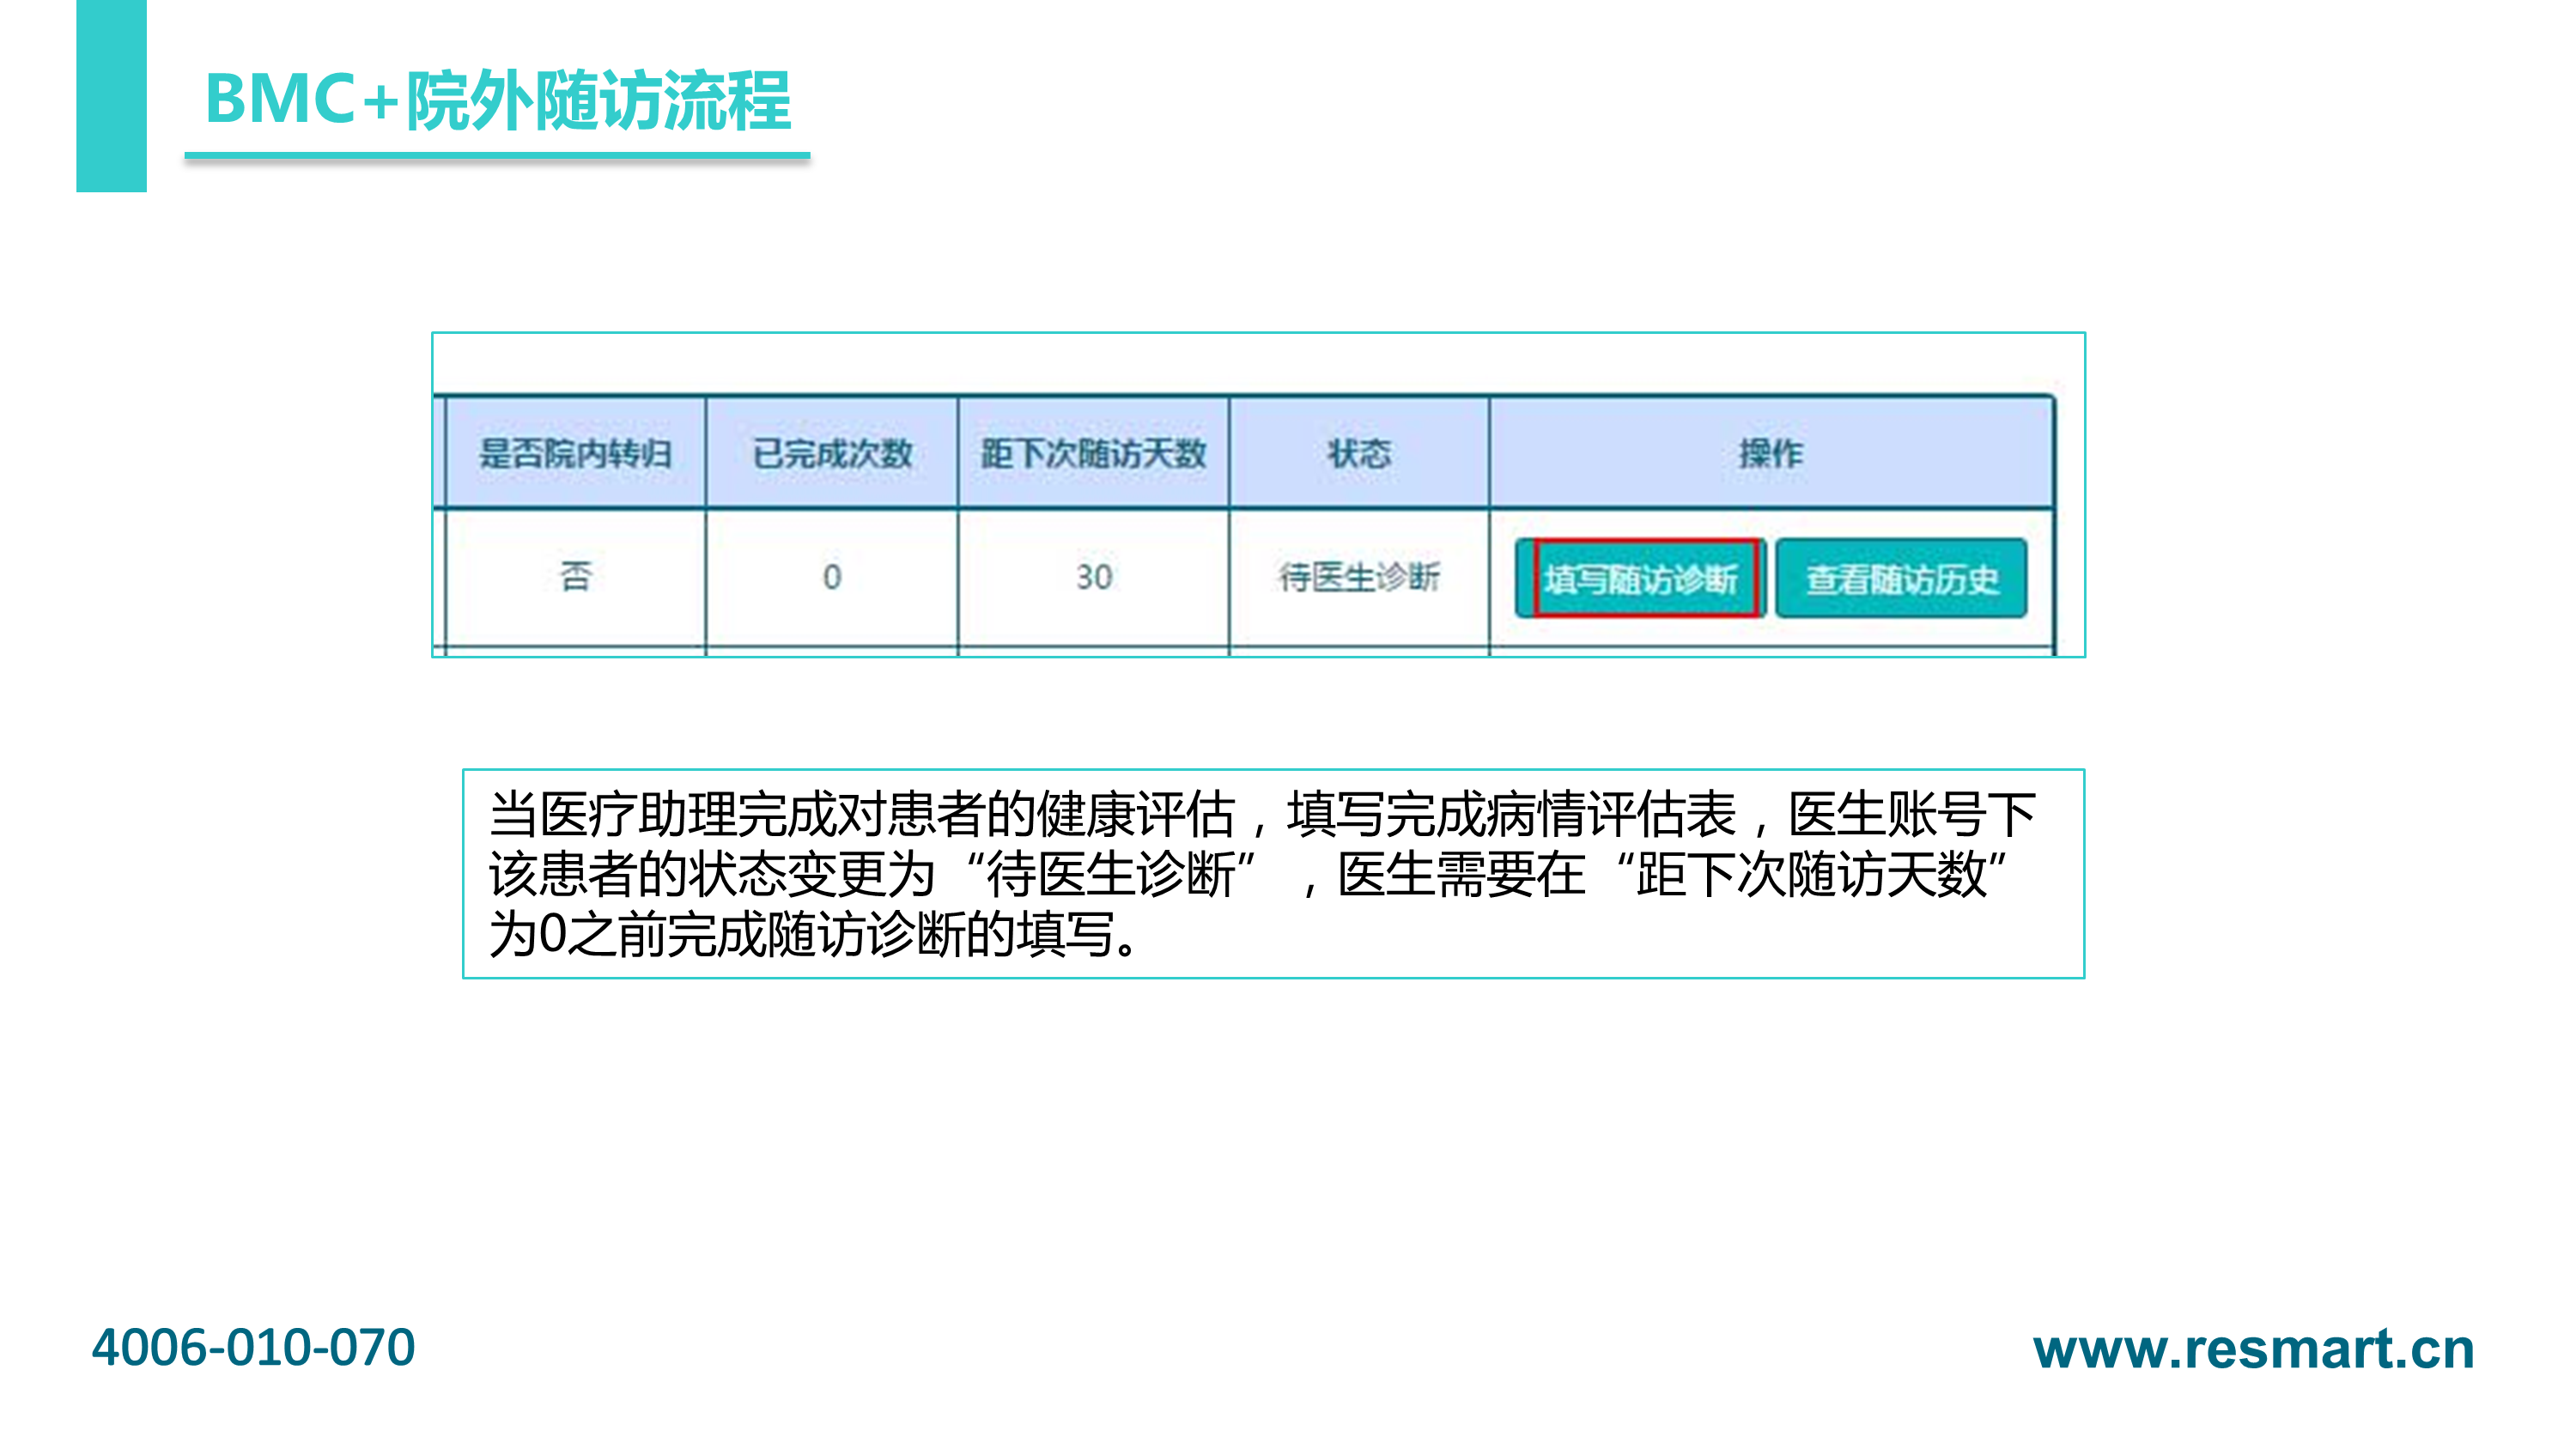 BMC+院外随访流程
是否院内转归 已完成次数 距下次随访天数 状态 操作
否 0 30 待医生诊断 填写随访诊断 查看随访历史
当医疗助理完成对患者的健康评估，填写完成病情评估表，医生账号下
该患者的状态变更为“待医生诊断”，医生需要在“距下次随访天数”
为0之前完成随访诊断的填写。
4006-010-070 www.resmart.cn